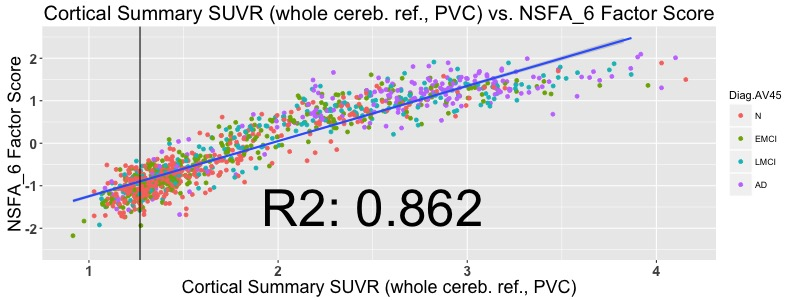 Cortical Summary SUVR (whole cereb. ref., PVC) vs. NSFA_6 Factor Score
NSFA_6 Factor Score
2
1
0
-1
-2
R2: 0.862
1
2
3
4
Cortical Summary SUVR (whole cereb. ref., PVC)
Diag.AV45
N
EMCI
LMCI
AD